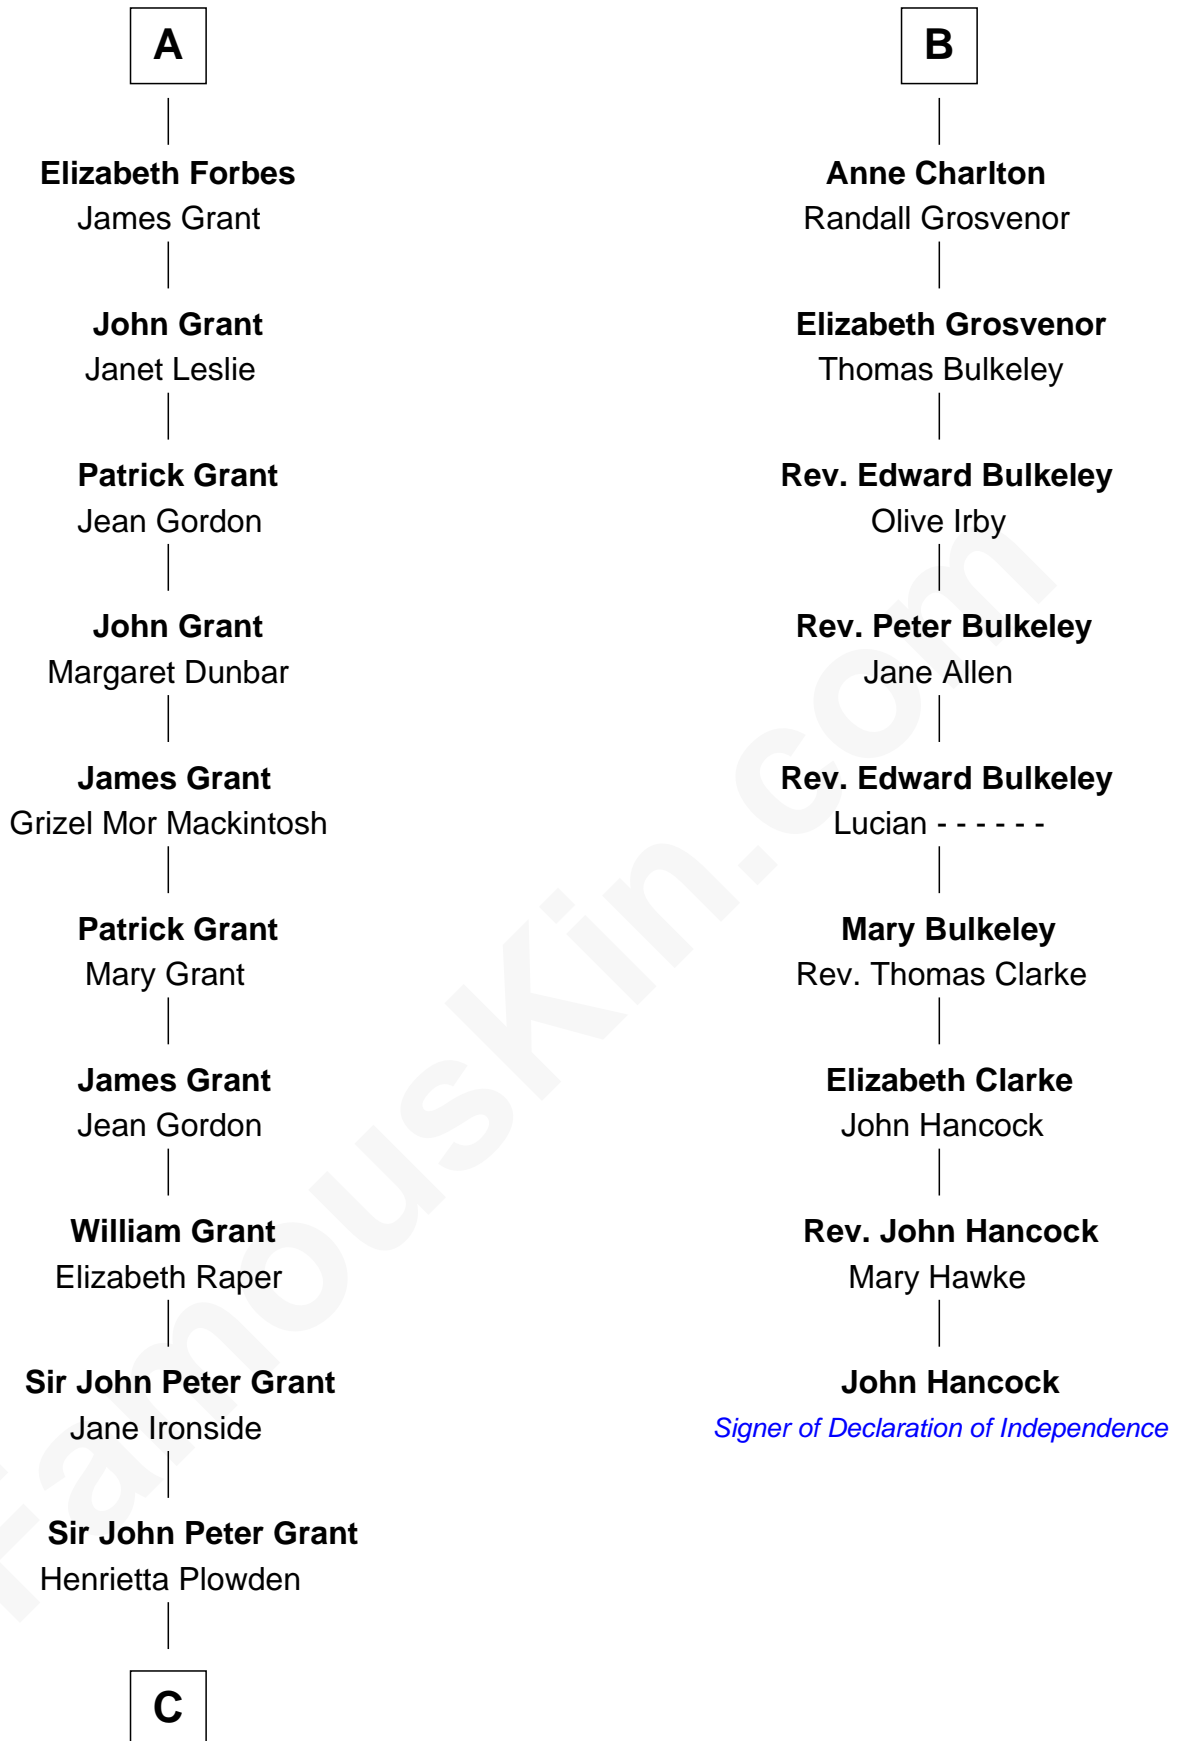 A
Elizabeth Forbes
James Grant
John Grant
Janet Leslie
Patrick Grant
Jean Gordon
John Grant
Margaret Dunbar
James Grant
Grizel Mor Mackintosh
Patrick Grant
Mary Grant
James Grant
Jean Gordon
William Grant
Elizabeth Raper
Sir John Peter Grant
Jane Ironside
Sir John Peter Grant
Henrietta Plowden
C
B
Anne Charlton
Randall Grosvenor
Elizabeth Grosvenor
Thomas Bulkeley
Rev. Edward Bulkeley
Olive Irby
Rev. Peter Bulkeley
Jane Allen
Rev. Edward Bulkeley
Lucian - - - - - -
Mary Bulkeley
Rev. Thomas Clarke
Elizabeth Clarke
John Hancock
Rev. John Hancock
Mary Hawke
John Hancock
Signer of Declaration of Independence
FamousKin.com